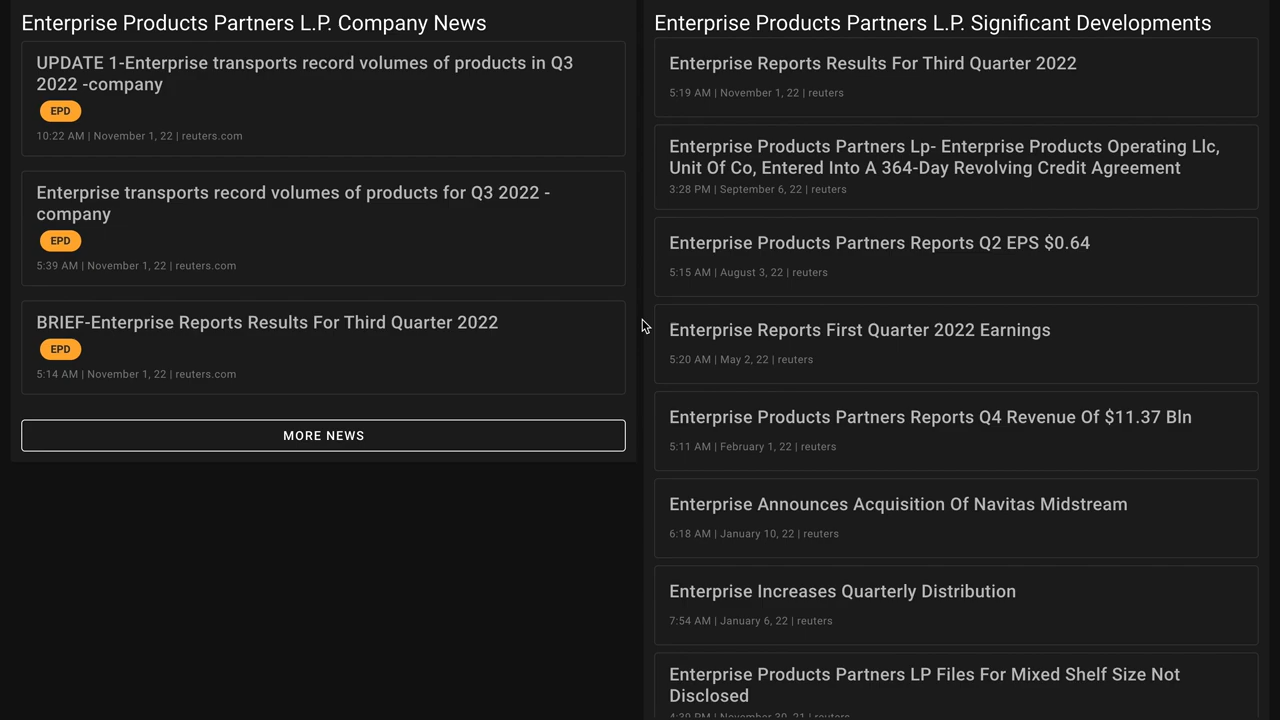 Enterprise Products Partners L.P. Company News
UPDATE 1-Enterprise transports record volumes of products in Q3
2022 -company
EPD
10:22 AM | November 1, 22 | reuters.com
Enterprise transports record volumes of products for Q3 2022 -
company
EPD
5:39 AM | November 1, 22 | reuters.com
BRIEF-Enterprise Reports Results For Third Quarter 2022
EPD
5:14 AM | November 1, 22 | reuters.com
MORE NEWS
Enterprise Products Partners L.P. Significant Developments
Enterprise Reports Results For Third Quarter 2022
5:19 AM | November 1, 22 | reuters
Enterprise Products Partners Lp- Enterprise Products Operating Llc,
Unit Of Co, Entered Into A 364-Day Revolving Credit Agreement
3:28 PM | September 6, 22 | reuters
Enterprise Products Partners Reports Q2 EPS $0.64
5:15 AM | August 3, 22 | reuters
Enterprise Reports First Quarter 2022 Earnings
5:20 AM | May 2, 22 | reuters
Enterprise Products Partners Reports Q4 Revenue Of $11.37 Bln
5:11 AM | February 1, 22 | reuters
Enterprise Announces Acquisition Of Navitas Midstream
6:18 AM | January 10, 22 | reuters
Enterprise Increases Quarterly Distribution
7:54 AM | January 6, 22 | reuters
Enterprise Products Partners LP Files For Mixed Shelf Size Not
Disclosed
4:30 PM | November 30, 21 | reuters